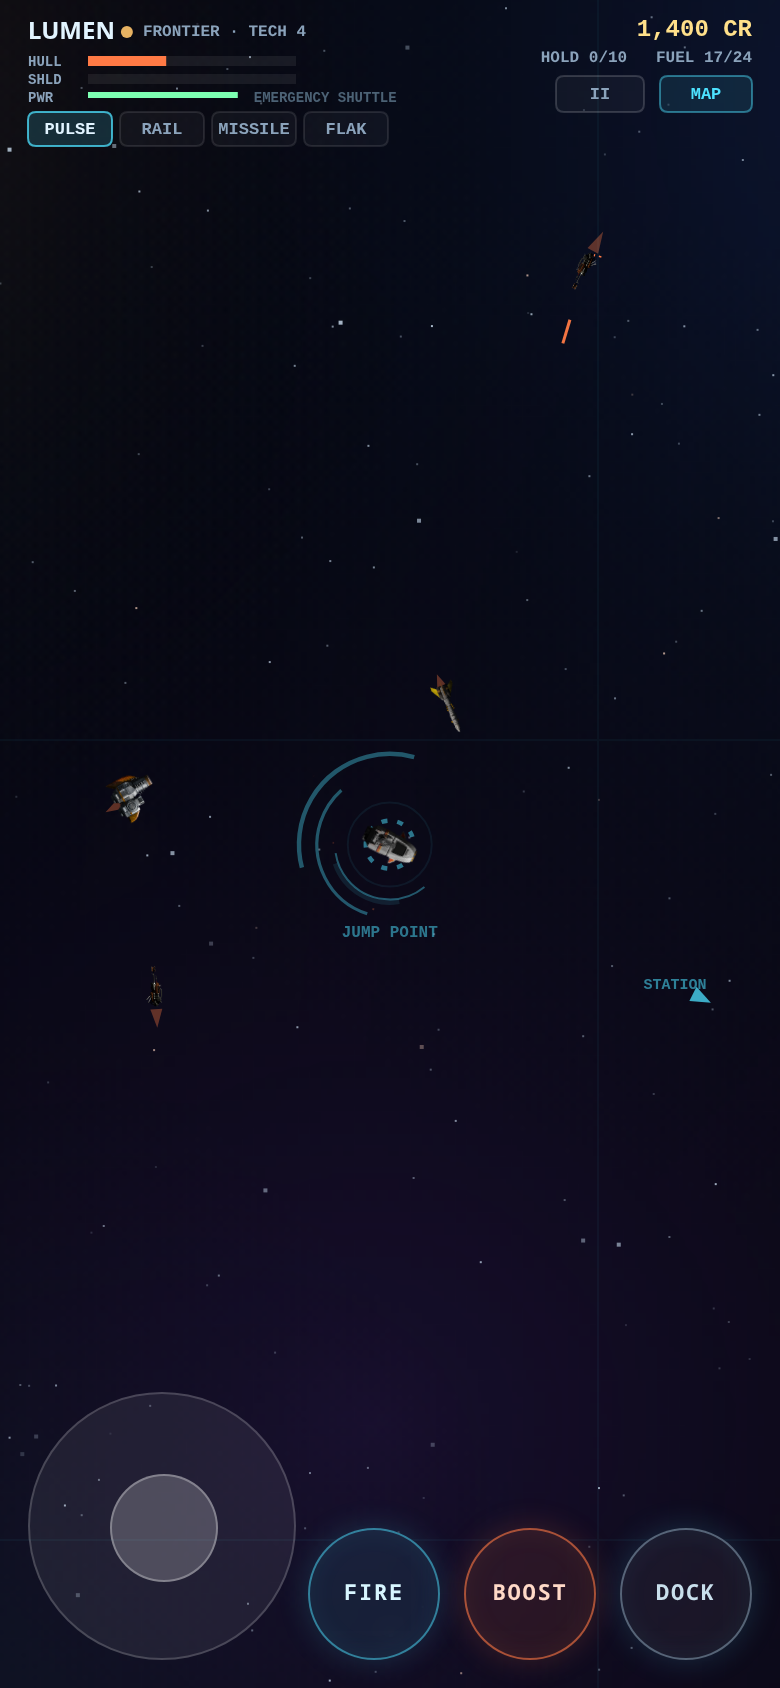 LUMEN FRONTIER · TECH 4
1,400 CR
HULL
HOLD 0/10 FUEL 17/24
SHLD
PWR EMERGENCY SHUTTLE
II MAP
PULSE RAIL MISSILE FLAK
JUMP POINT
STATION
FIRE BOOST DOCK